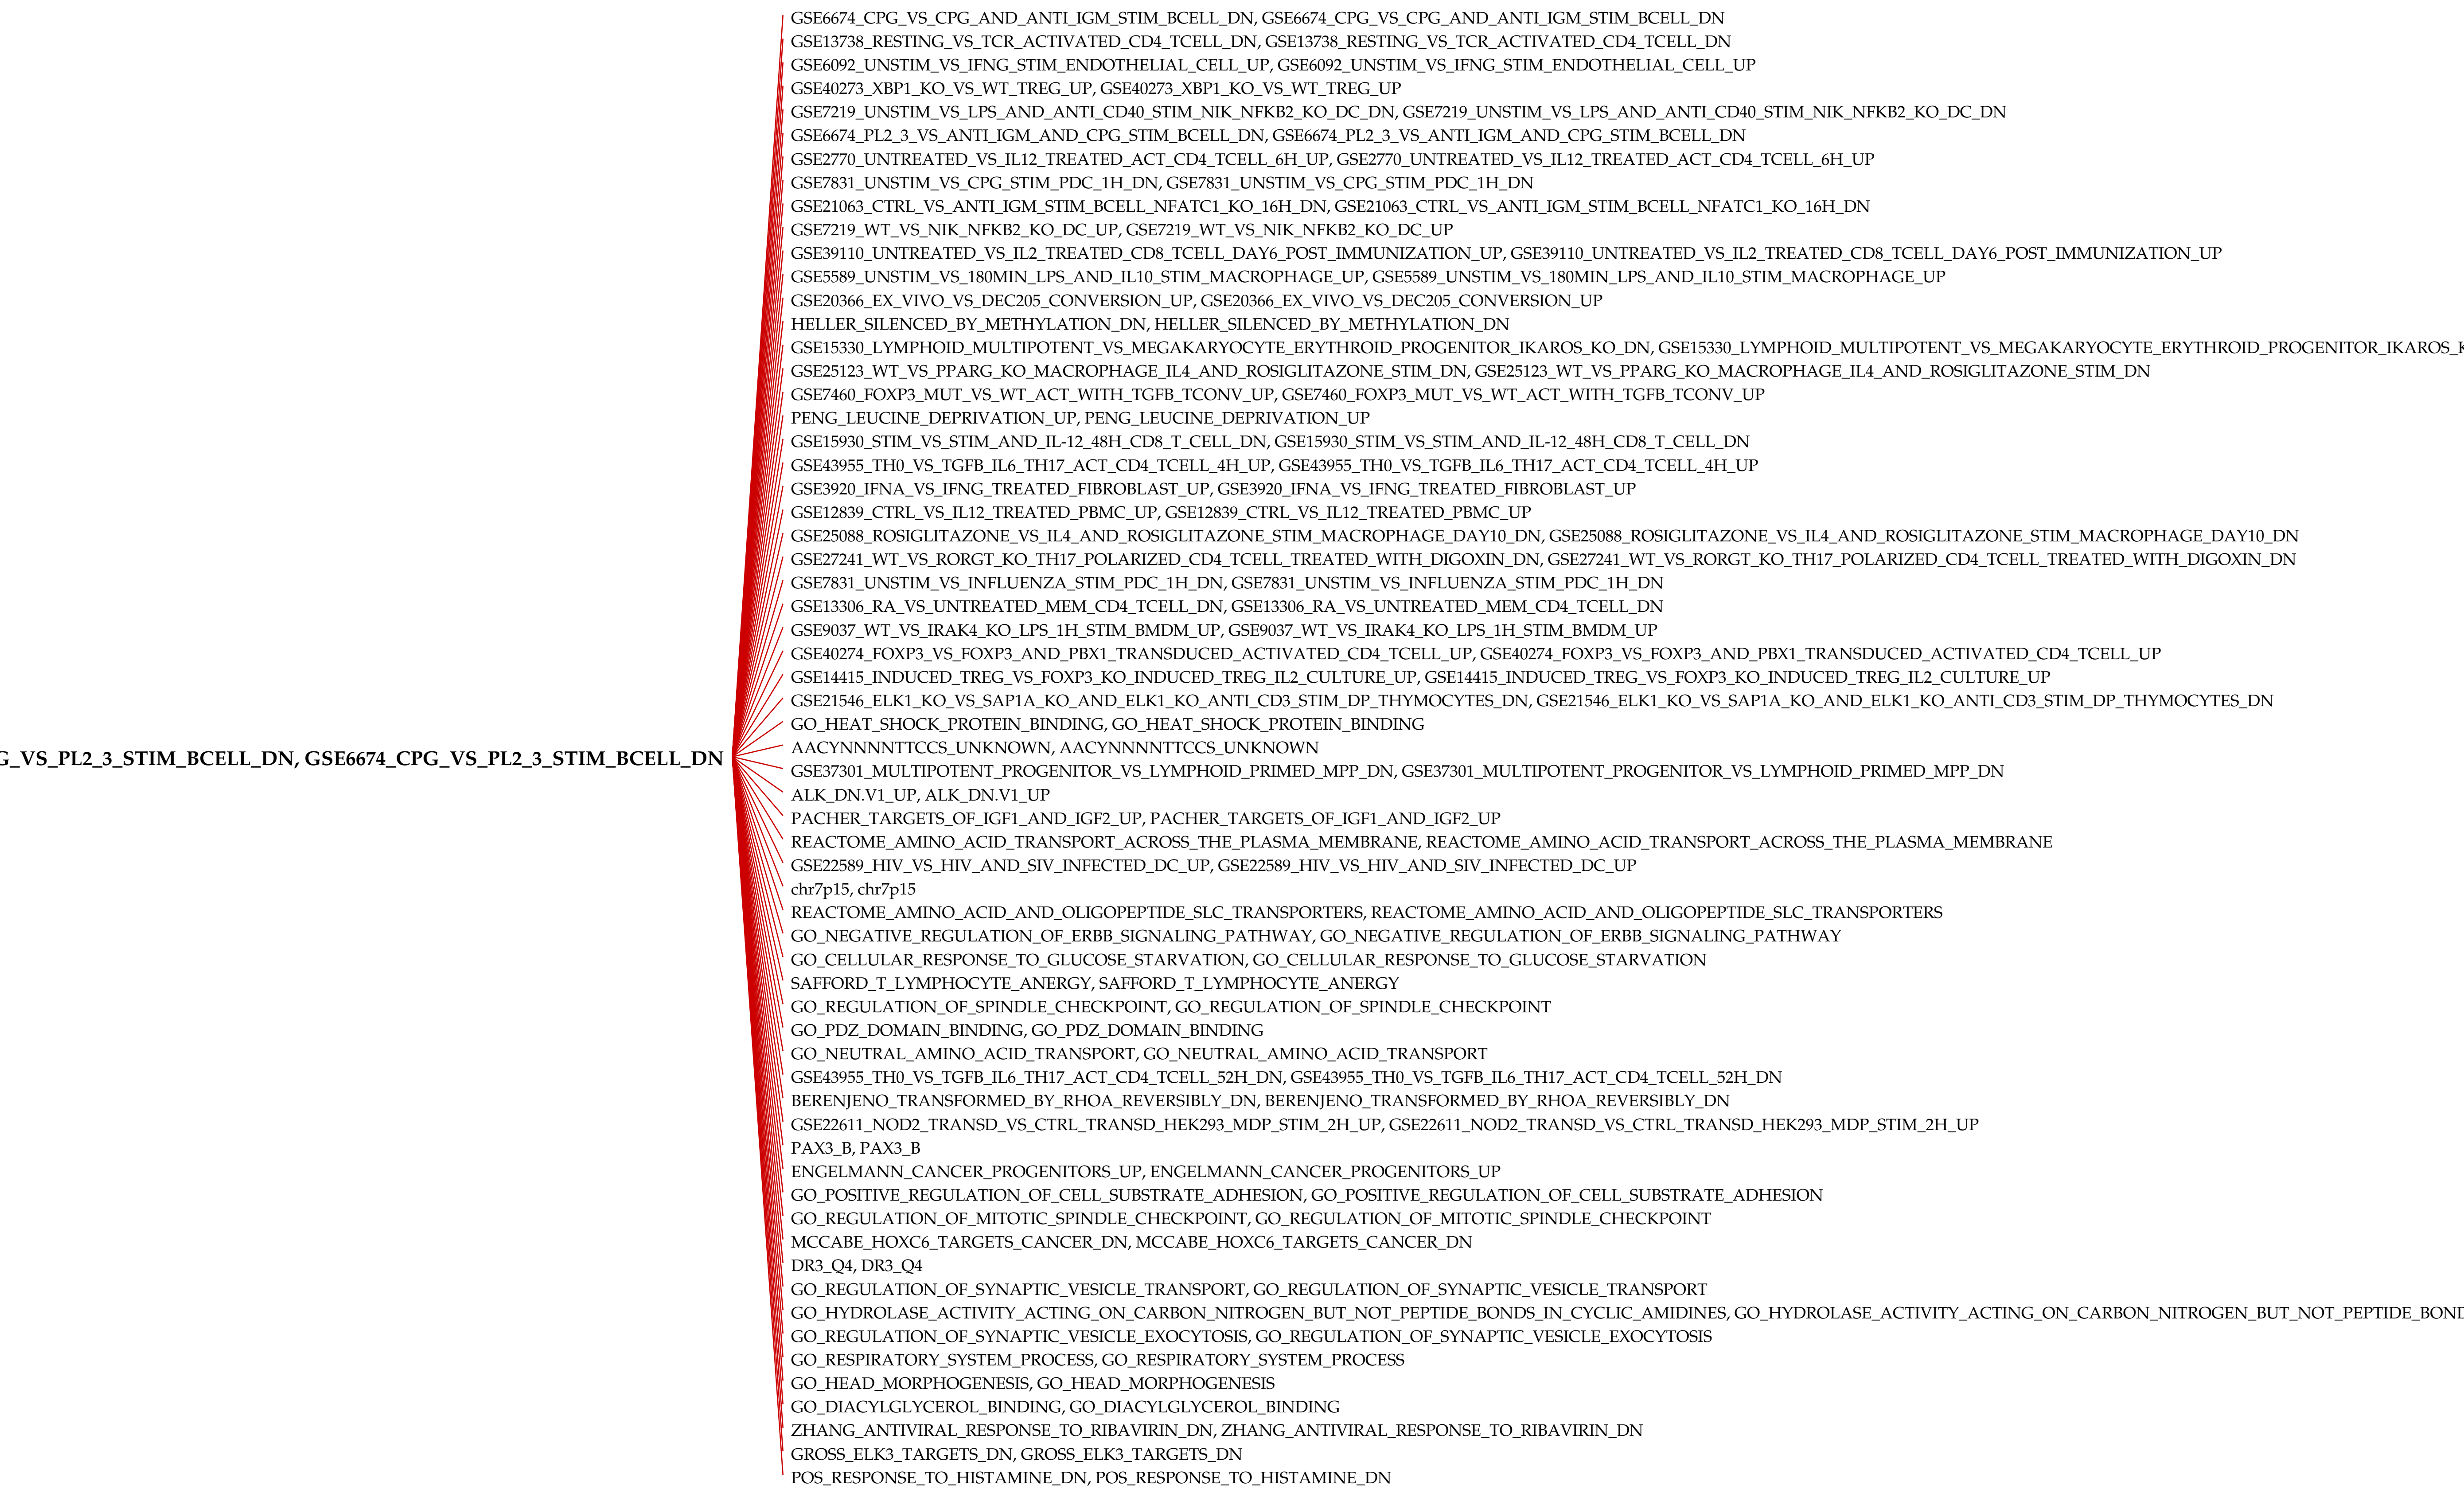 GSE6674_CPG_VS_CPG_AND_ANTI_IGM_STIM_BCELL_DN, GSE6674_CPG_VS_CPG_AND_ANTI_IGM_STIM_BCELL_DN
GSE13738_RESTING_VS_TCR_ACTIVATED_CD4_TCELL_DN, GSE13738_RESTING_VS_TCR_ACTIVATED_CD4_TCELL_DN
GSE6092_UNSTIM_VS_IFNG_STIM_ENDOTHELIAL_CELL_UP, GSE6092_UNSTIM_VS_IFNG_STIM_ENDOTHELIAL_CELL_UP
GSE40273_XBP1_KO_VS_WT_TREG_UP, GSE40273_XBP1_KO_VS_WT_TREG_UP
GSE7219_UNSTIM_VS_LPS_AND_ANTI_CD40_STIM_NIK_NFKB2_KO_DC_DN, GSE7219_UNSTIM_VS_LPS_AND_ANTI_CD40_STIM_NIK_NFKB2_KO_DC_DN
GSE6674_PL2_3_VS_ANTI_IGM_AND_CPG_STIM_BCELL_DN, GSE6674_PL2_3_VS_ANTI_IGM_AND_CPG_STIM_BCELL_DN
GSE2770_UNTREATED_VS_IL12_TREATED_ACT_CD4_TCELL_6H_UP, GSE2770_UNTREATED_VS_IL12_TREATED_ACT_CD4_TCELL_6H_UP
GSE7831_UNSTIM_VS_CPG_STIM_PDC_1H_DN, GSE7831_UNSTIM_VS_CPG_STIM_PDC_1H_DN
GSE21063_CTRL_VS_ANTI_IGM_STIM_BCELL_NFATC1_KO_16H_DN, GSE21063_CTRL_VS_ANTI_IGM_STIM_BCELL_NFATC1_KO_16H_DN
GSE7219_WT_VS_NIK_NFKB2_KO_DC_UP, GSE7219_WT_VS_NIK_NFKB2_KO_DC_UP
GSE39110_UNTREATED_VS_IL2_TREATED_CD8_TCELL_DAY6_POST_IMMUNIZATION_UP, GSE39110_UNTREATED_VS_IL2_TREATED_CD8_TCELL_DAY6_POST_IMMUNIZATION_UP
GSE5589_UNSTIM_VS_180MIN_LPS_AND_IL10_STIM_MACROPHAGE_UP, GSE5589_UNSTIM_VS_180MIN_LPS_AND_IL10_STIM_MACROPHAGE_UP
GSE20366_EX_VIVO_VS_DEC205_CONVERSION_UP, GSE20366_EX_VIVO_VS_DEC205_CONVERSION_UP
HELLER_SILENCED_BY_METHYLATION_DN, HELLER_SILENCED_BY_METHYLATION_DN
GSE15330_LYMPHOID_MULTIPOTENT_VS_MEGAKARYOCYTE_ERYTHROID_PROGENITOR_IKAROS_KO_DN, GSE15330_LYMPHOID_MULTIPOTENT_VS_MEGAKARYOCYTE_ERYTHROID_PROGENITOR_IKAROS_K
GSE25123_WT_VS_PPARG_KO_MACROPHAGE_IL4_AND_ROSIGLITAZONE_STIM_DN, GSE25123_WT_VS_PPARG_KO_MACROPHAGE_IL4_AND_ROSIGLITAZONE_STIM_DN
GSE7460_FOXP3_MUT_VS_WT_ACT_WITH_TGFB_TCONV_UP, GSE7460_FOXP3_MUT_VS_WT_ACT_WITH_TGFB_TCONV_UP
PENG_LEUCINE_DEPRIVATION_UP, PENG_LEUCINE_DEPRIVATION_UP
GSE15930_STIM_VS_STIM_AND_IL-12_48H_CD8_T_CELL_DN, GSE15930_STIM_VS_STIM_AND_IL-12_48H_CD8_T_CELL_DN
GSE43955_TH0_VS_TGFB_IL6_TH17_ACT_CD4_TCELL_4H_UP, GSE43955_TH0_VS_TGFB_IL6_TH17_ACT_CD4_TCELL_4H_UP
GSE3920_IFNA_VS_IFNG_TREATED_FIBROBLAST_UP, GSE3920_IFNA_VS_IFNG_TREATED_FIBROBLAST_UP
GSE12839_CTRL_VS_IL12_TREATED_PBMC_UP, GSE12839_CTRL_VS_IL12_TREATED_PBMC_UP
GSE25088_ROSIGLITAZONE_VS_IL4_AND_ROSIGLITAZONE_STIM_MACROPHAGE_DAY10_DN, GSE25088_ROSIGLITAZONE_VS_IL4_AND_ROSIGLITAZONE_STIM_MACROPHAGE_DAY10_DN
GSE27241_WT_VS_RORGT_KO_TH17_POLARIZED_CD4_TCELL_TREATED_WITH_DIGOXIN_DN, GSE27241_WT_VS_RORGT_KO_TH17_POLARIZED_CD4_TCELL_TREATED_WITH_DIGOXIN_DN
GSE7831_UNSTIM_VS_INFLUENZA_STIM_PDC_1H_DN, GSE7831_UNSTIM_VS_INFLUENZA_STIM_PDC_1H_DN
GSE13306_RA_VS_UNTREATED_MEM_CD4_TCELL_DN, GSE13306_RA_VS_UNTREATED_MEM_CD4_TCELL_DN
GSE9037_WT_VS_IRAK4_KO_LPS_1H_STIM_BMDM_UP, GSE9037_WT_VS_IRAK4_KO_LPS_1H_STIM_BMDM_UP
GSE40274_FOXP3_VS_FOXP3_AND_PBX1_TRANSDUCED_ACTIVATED_CD4_TCELL_UP, GSE40274_FOXP3_VS_FOXP3_AND_PBX1_TRANSDUCED_ACTIVATED_CD4_TCELL_UP
GSE14415_INDUCED_TREG_VS_FOXP3_KO_INDUCED_TREG_IL2_CULTURE_UP, GSE14415_INDUCED_TREG_VS_FOXP3_KO_INDUCED_TREG_IL2_CULTURE_UP
GSE21546_ELK1_KO_VS_SAP1A_KO_AND_ELK1_KO_ANTI_CD3_STIM_DP_THYMOCYTES_DN, GSE21546_ELK1_KO_VS_SAP1A_KO_AND_ELK1_KO_ANTI_CD3_STIM_DP_THYMOCYTES_DN
GO_HEAT_SHOCK_PROTEIN_BINDING, GO_HEAT_SHOCK_PROTEIN_BINDING
AACYNNNNTTCCS_UNKNOWN, AACYNNNNTTCCS_UNKNOWN
G_VS_PL2_3_STIM_BCELL_DN, GSE6674_CPG_VS_PL2_3_STIM_BCELL_DN
GSE37301_MULTIPOTENT_PROGENITOR_VS_LYMPHOID_PRIMED_MPP_DN, GSE37301_MULTIPOTENT_PROGENITOR_VS_LYMPHOID_PRIMED_MPP_DN
ALK_DN.V1_UP, ALK_DN.V1_UP
PACHER_TARGETS_OF_IGF1_AND_IGF2_UP, PACHER_TARGETS_OF_IGF1_AND_IGF2_UP
REACTOME_AMINO_ACID_TRANSPORT_ACROSS_THE_PLASMA_MEMBRANE, REACTOME_AMINO_ACID_TRANSPORT_ACROSS_THE_PLASMA_MEMBRANE
GSE22589_HIV_VS_HIV_AND_SIV_INFECTED_DC_UP, GSE22589_HIV_VS_HIV_AND_SIV_INFECTED_DC_UP
chr7p15, chr7p15
REACTOME_AMINO_ACID_AND_OLIGOPEPTIDE_SLC_TRANSPORTERS, REACTOME_AMINO_ACID_AND_OLIGOPEPTIDE_SLC_TRANSPORTERS
GO_NEGATIVE_REGULATION_OF_ERBB_SIGNALING_PATHWAY, GO_NEGATIVE_REGULATION_OF_ERBB_SIGNALING_PATHWAY
GO_CELLULAR_RESPONSE_TO_GLUCOSE_STARVATION, GO_CELLULAR_RESPONSE_TO_GLUCOSE_STARVATION
SAFFORD_T_LYMPHOCYTE_ANERGY, SAFFORD_T_LYMPHOCYTE_ANERGY
GO_REGULATION_OF_SPINDLE_CHECKPOINT, GO_REGULATION_OF_SPINDLE_CHECKPOINT
GO_PDZ_DOMAIN_BINDING, GO_PDZ_DOMAIN_BINDING
GO_NEUTRAL_AMINO_ACID_TRANSPORT, GO_NEUTRAL_AMINO_ACID_TRANSPORT
GSE43955_TH0_VS_TGFB_IL6_TH17_ACT_CD4_TCELL_52H_DN, GSE43955_TH0_VS_TGFB_IL6_TH17_ACT_CD4_TCELL_52H_DN
BERENJENO_TRANSFORMED_BY_RHOA_REVERSIBLY_DN, BERENJENO_TRANSFORMED_BY_RHOA_REVERSIBLY_DN
GSE22611_NOD2_TRANSD_VS_CTRL_TRANSD_HEK293_MDP_STIM_2H_UP, GSE22611_NOD2_TRANSD_VS_CTRL_TRANSD_HEK293_MDP_STIM_2H_UP
PAX3_B, PAX3_B
ENGELMANN_CANCER_PROGENITORS_UP, ENGELMANN_CANCER_PROGENITORS_UP
GO_POSITIVE_REGULATION_OF_CELL_SUBSTRATE_ADHESION, GO_POSITIVE_REGULATION_OF_CELL_SUBSTRATE_ADHESION
GO_REGULATION_OF_MITOTIC_SPINDLE_CHECKPOINT, GO_REGULATION_OF_MITOTIC_SPINDLE_CHECKPOINT
MCCABE_HOXC6_TARGETS_CANCER_DN, MCCABE_HOXC6_TARGETS_CANCER_DN
DR3_Q4, DR3_Q4
GO_REGULATION_OF_SYNAPTIC_VESICLE_TRANSPORT, GO_REGULATION_OF_SYNAPTIC_VESICLE_TRANSPORT
GO_HYDROLASE_ACTIVITY_ACTING_ON_CARBON_NITROGEN_BUT_NOT_PEPTIDE_BONDS_IN_CYCLIC_AMIDINES, GO_HYDROLASE_ACTIVITY_ACTING_ON_CARBON_NITROGEN_BUT_NOT_PEPTIDE_BOND
GO_REGULATION_OF_SYNAPTIC_VESICLE_EXOCYTOSIS, GO_REGULATION_OF_SYNAPTIC_VESICLE_EXOCYTOSIS
GO_RESPIRATORY_SYSTEM_PROCESS, GO_RESPIRATORY_SYSTEM_PROCESS
GO_HEAD_MORPHOGENESIS, GO_HEAD_MORPHOGENESIS
GO_DIACYLGLYCEROL_BINDING, GO_DIACYLGLYCEROL_BINDING
ZHANG_ANTIVIRAL_RESPONSE_TO_RIBAVIRIN_DN, ZHANG_ANTIVIRAL_RESPONSE_TO_RIBAVIRIN_DN
GROSS_ELK3_TARGETS_DN, GROSS_ELK3_TARGETS_DN
POS_RESPONSE_TO_HISTAMINE_DN, POS_RESPONSE_TO_HISTAMINE_DN